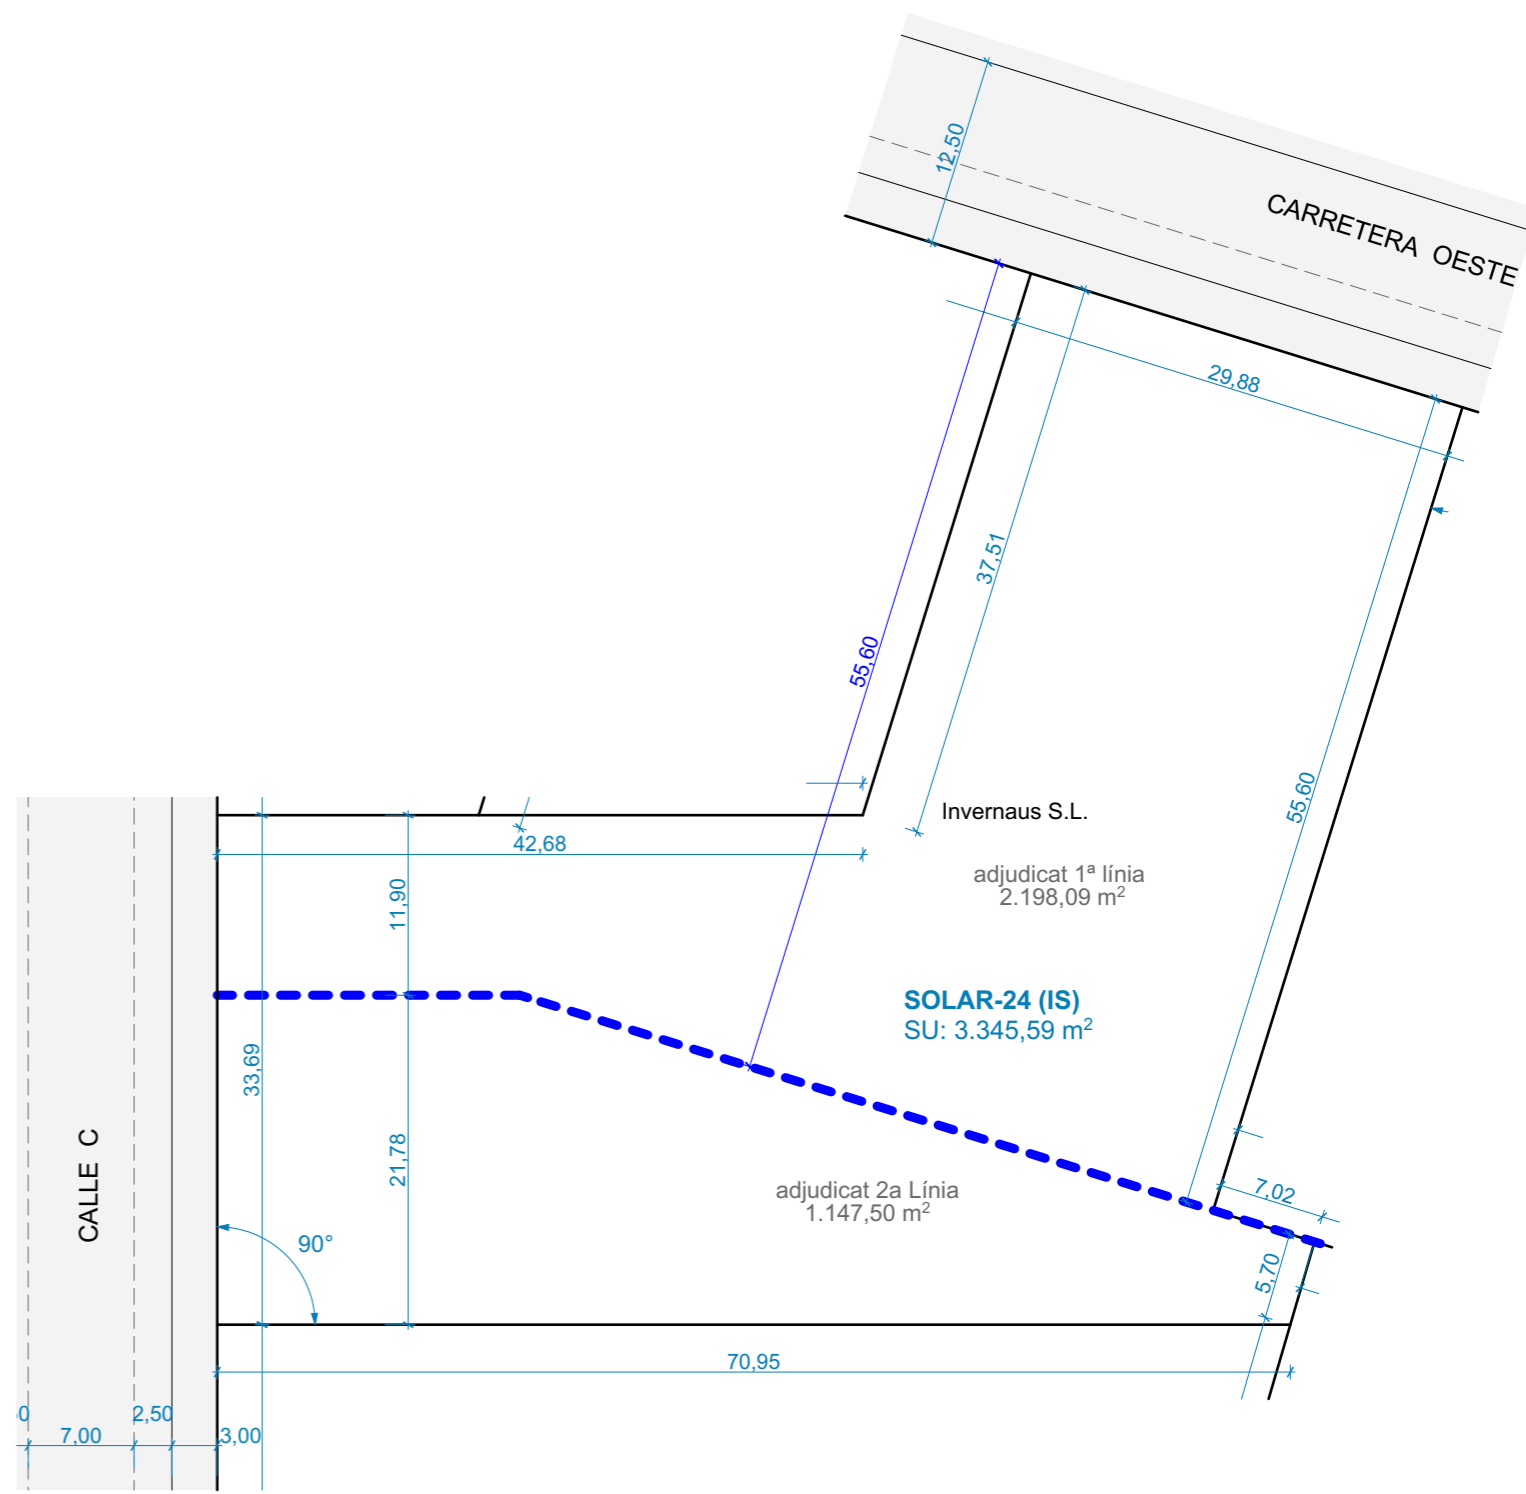 12,50
CARRETERA OESTE
29,88
37,51
55,60
55,60
Invernaus S.L.
42,68
adjudicat 1ª línia
2.198,09 m²
11,90
SOLAR-24 (IS)
SU: 3.345,59 m²
33,69
21,78
CALLE C
adjudicat 2a Línia
1.147,50 m²
7,02
90°
5,70
70,95
2,50
7,00
3,00